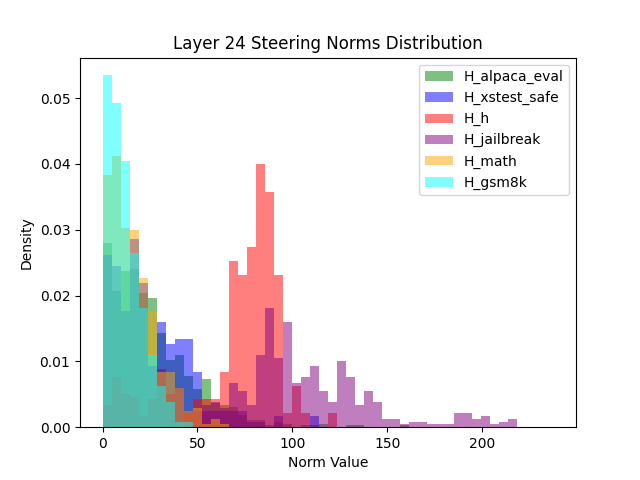 Layer 24 Steering Norms Distribution
H_alpaca_eval
H_xstest_safe
H_h
H_jailbreak
H_math
H_gsm8k
Density
0.05
0.04
0.03
0.02
0.01
0.00
0
50
100
150
200
Norm Value